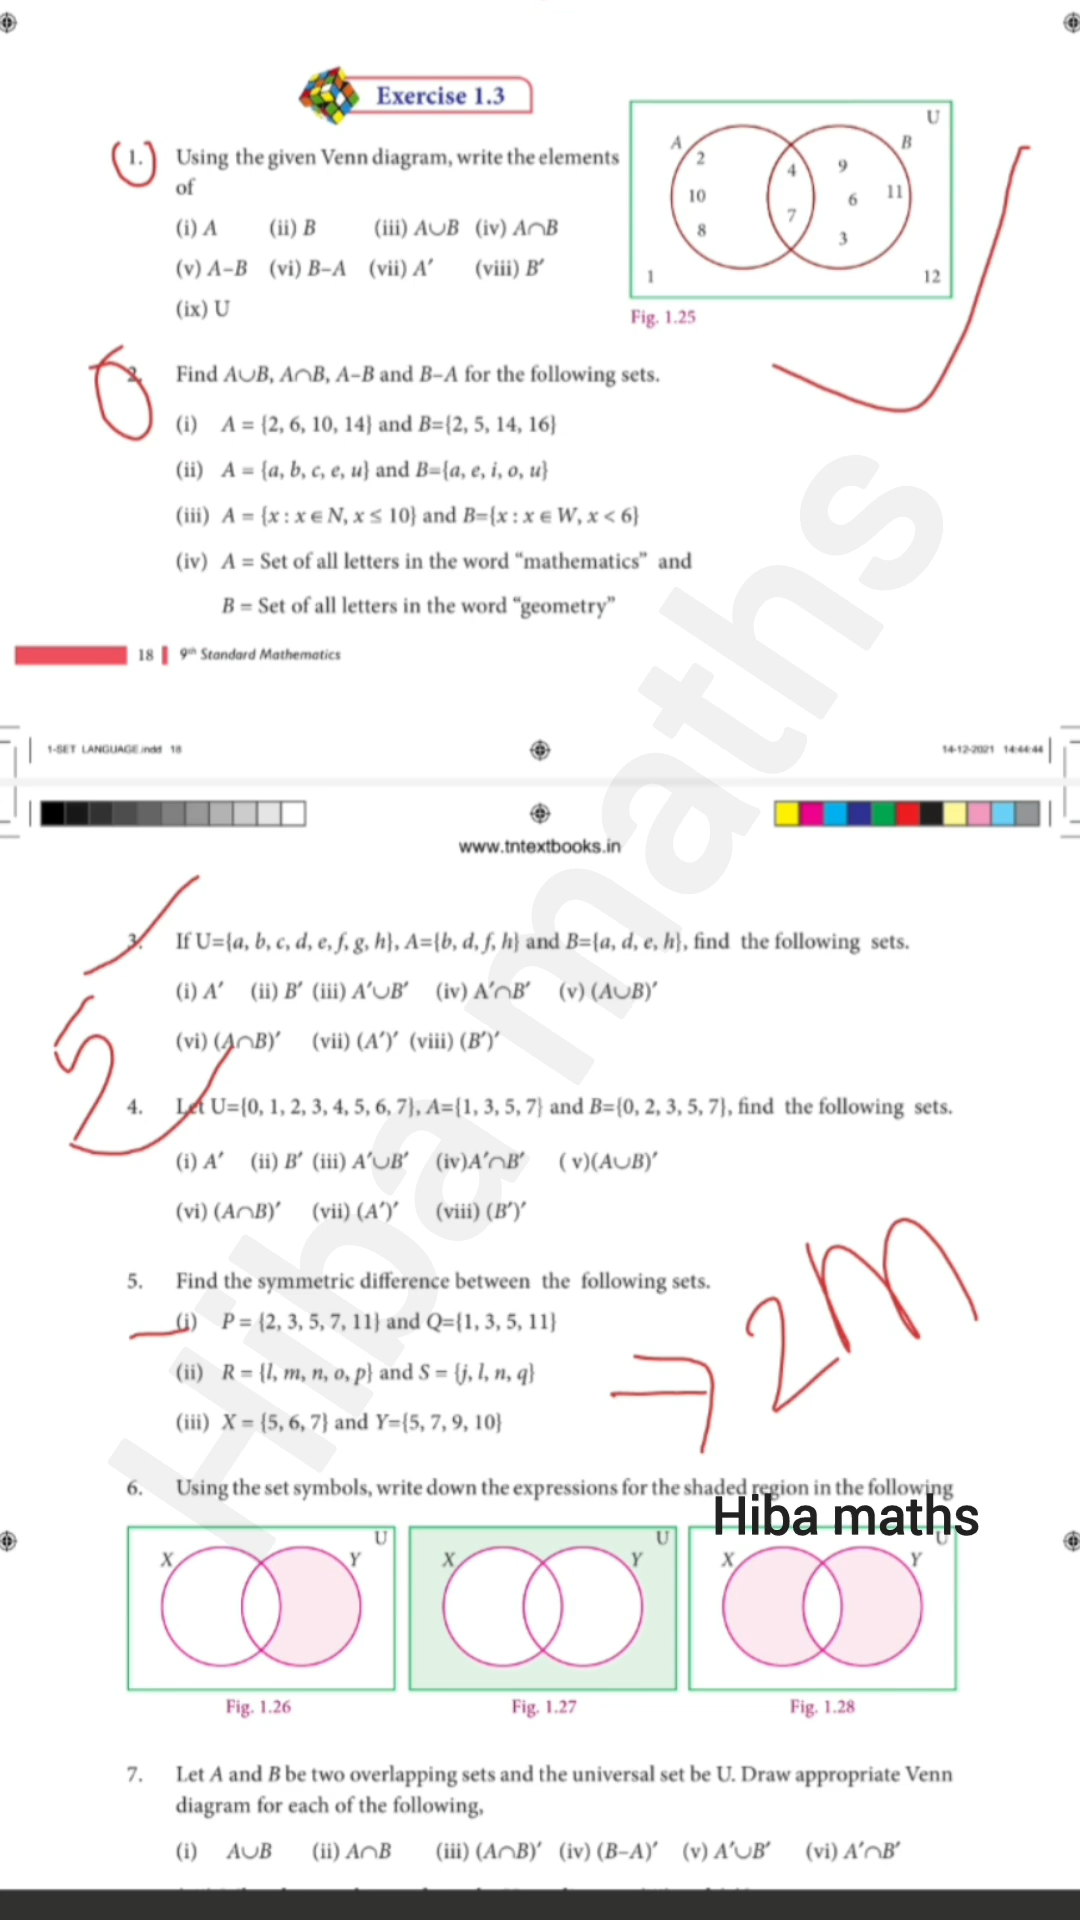 Exercise 1.3
1. Using the given Venn diagram, write the elements
of
(i) A (ii) B (iii) A∪B (iv) A∩B
(v) A–B (vi) B–A (vii) A′ (viii) B′
(ix) U
U
A B
2 4 9
10 6 11
8 7 3
1 12
Fig. 1.25
2. Find A∪B, A∩B, A–B and B–A for the following sets.
(i) A = {2, 6, 10, 14} and B={2, 5, 14, 16}
(ii) A = {a, b, c, e, u} and B={a, e, i, o, u}
(iii) A = {x : x ∈ N, x ≤ 10} and B={x : x ∈ W, x < 6}
(iv) A = Set of all letters in the word “mathematics” and
B = Set of all letters in the word “geometry”
18 9th Standard Mathematics
1-SET LANGUAGE.indd 18 14-12-2021 14:44:44
www.tntextbooks.in
3. If U={a, b, c, d, e, f, g, h}, A={b, d, f, h} and B={a, d, e, h}, find the following sets.
(i) A′ (ii) B′ (iii) A′∪B′ (iv) A′∩B′ (v) (A∪B)′
(vi) (A∩B)′ (vii) (A′)′ (viii) (B′)′
4. Let U={0, 1, 2, 3, 4, 5, 6, 7}, A={1, 3, 5, 7} and B={0, 2, 3, 5, 7}, find the following sets.
(i) A′ (ii) B′ (iii) A′∪B′ (iv)A′∩B′ ( v)(A∪B)′
(vi) (A∩B)′ (vii) (A′)′ (viii) (B′)′
5. Find the symmetric difference between the following sets.
(i) P = {2, 3, 5, 7, 11} and Q={1, 3, 5, 11}
(ii) R = {l, m, n, o, p} and S = {j, l, n, q}
(iii) X = {5, 6, 7} and Y={5, 7, 9, 10}
2M
6. Using the set symbols, write down the expressions for the shaded region in the following
Hiba maths
Hiba maths
U U U
X Y X Y X Y
Fig. 1.26 Fig. 1.27 Fig. 1.28
7. Let A and B be two overlapping sets and the universal set be U. Draw appropriate Venn
diagram for each of the following,
(i) A∪B (ii) A∩B (iii) (A∩B)′ (iv) (B–A)′ (v) A′∪B′ (vi) A′∩B′